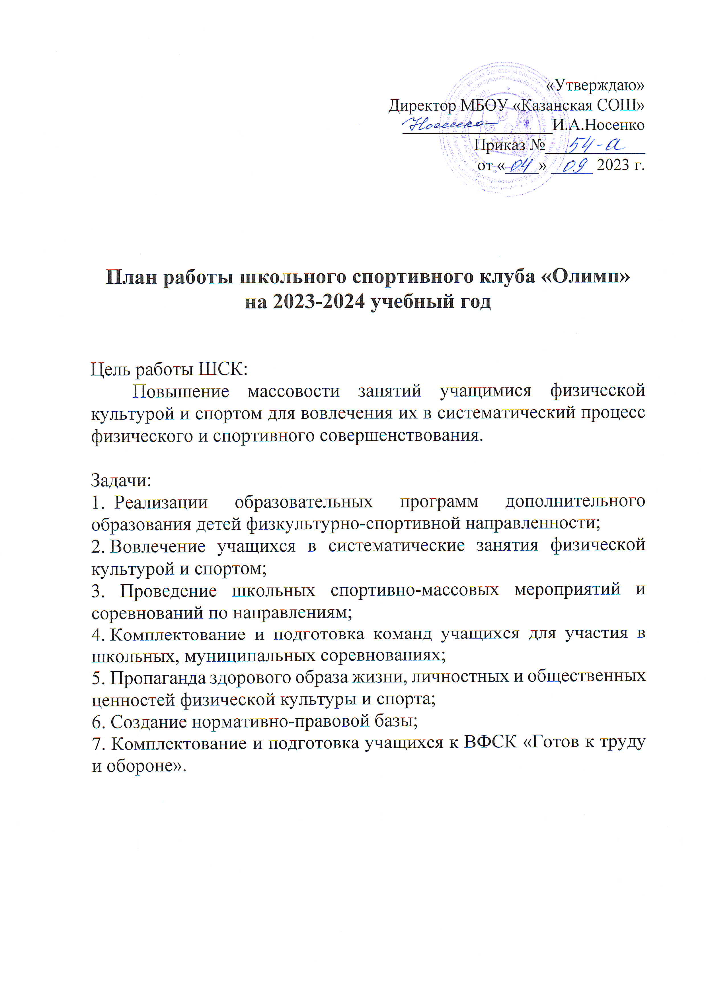 «Утверждаю»
Директор МБОУ «Казанская СОШ»
Носенко И.А.Носенко
Приказ № 54-а
от « 04 » 09 2023 г.
План работы школьного спортивного клуба «Олимп»
на 2023-2024 учебный год
Цель работы ШСК:
Повышение массовости занятий учащимися физической
культурой и спортом для вовлечения их в систематический процесс
физического и спортивного совершенствования.
Задачи:
1. Реализации образовательных программ дополнительного
образования детей физкультурно-спортивной направленности;
2. Вовлечение учащихся в систематические занятия физической
культурой и спортом;
3. Проведение школьных спортивно-массовых мероприятий и
соревнований по направлениям;
4. Комплектование и подготовка команд учащихся для участия в
школьных, муниципальных соревнованиях;
5. Пропаганда здорового образа жизни, личностных и общественных
ценностей физической культуры и спорта;
6. Создание нормативно-правовой базы;
7. Комплектование и подготовка учащихся к ВФСК «Готов к труду
и обороне».